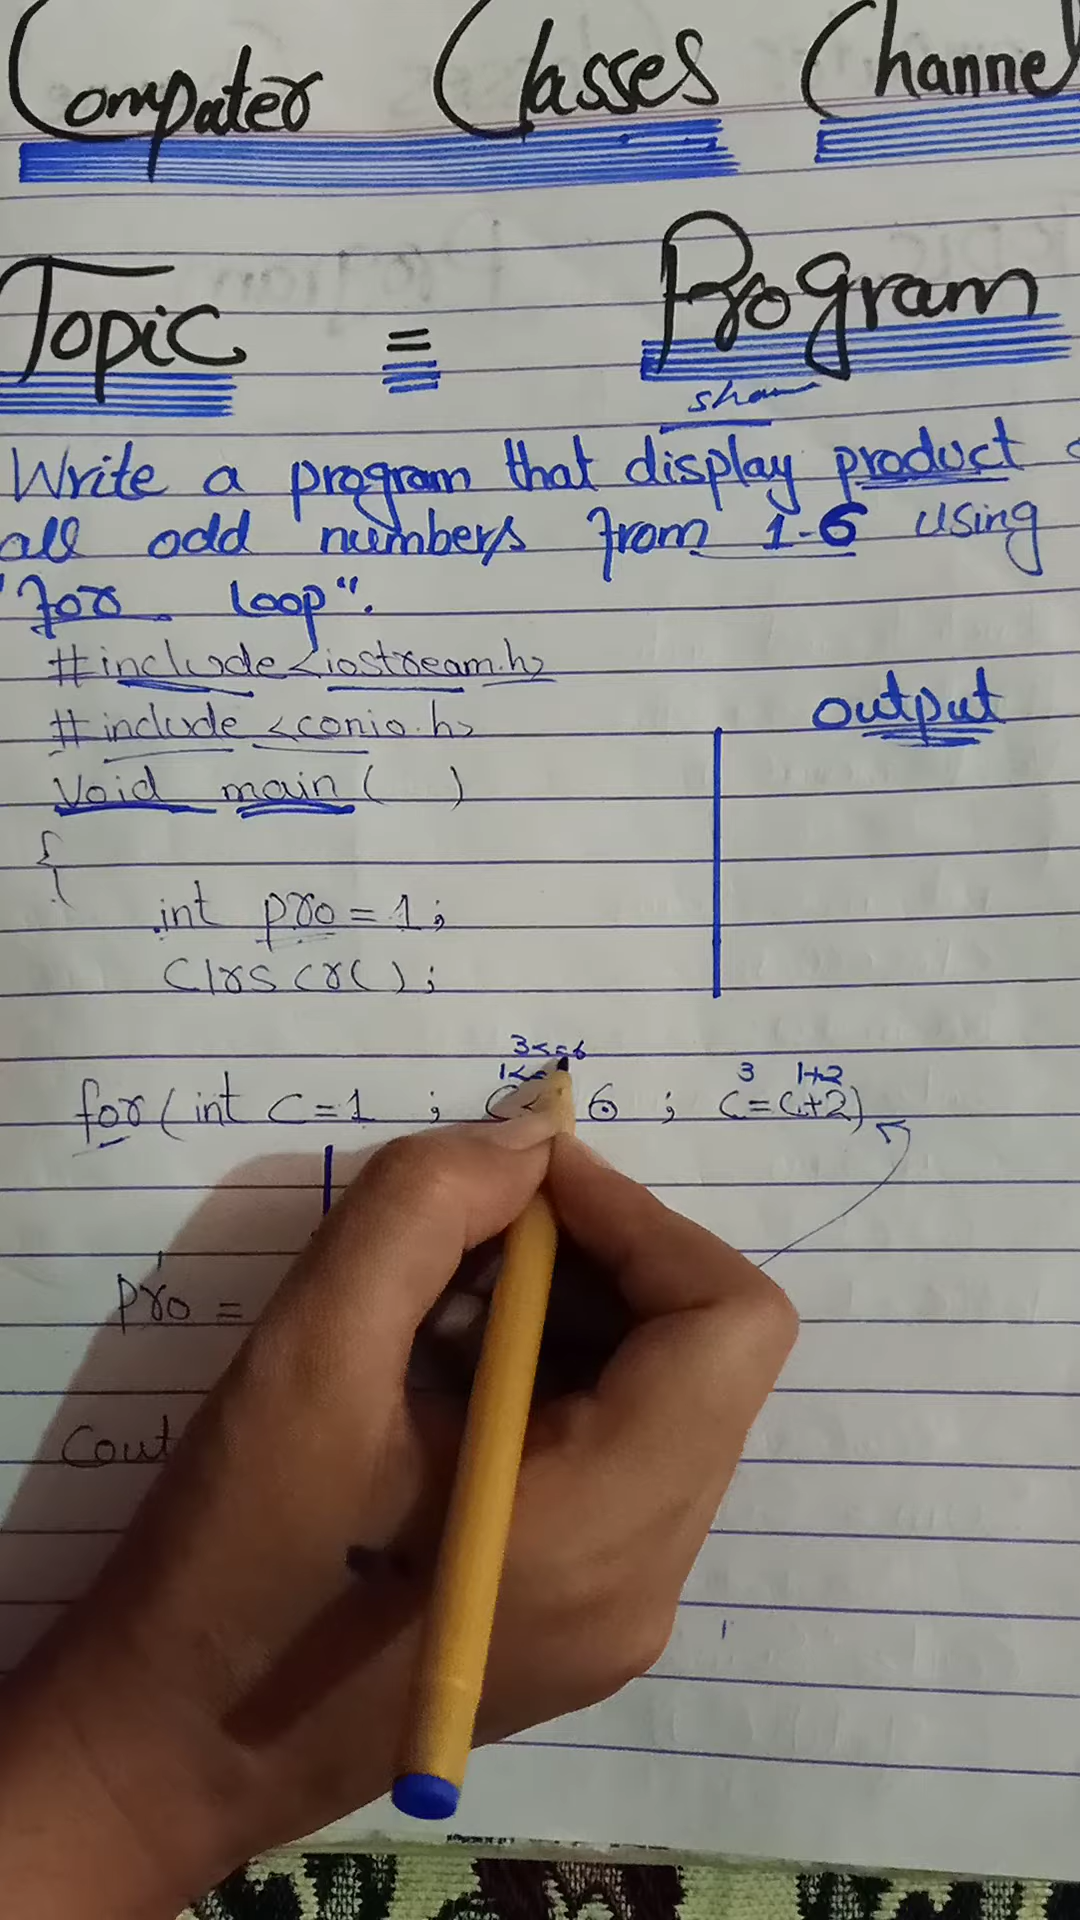 Computer Classes Channel
Topic = Program
show
Write a program that display product
all odd numbers from 1-6 using
"for loop".
#include<iostream.h>
#include <conio.h>
output
void main( )
{
int pro = 1;
Clrscr();
3<=6
1<= 3 1+2
for(int C=1 ; C< 6 ; C=C+2)
pro =
Cout